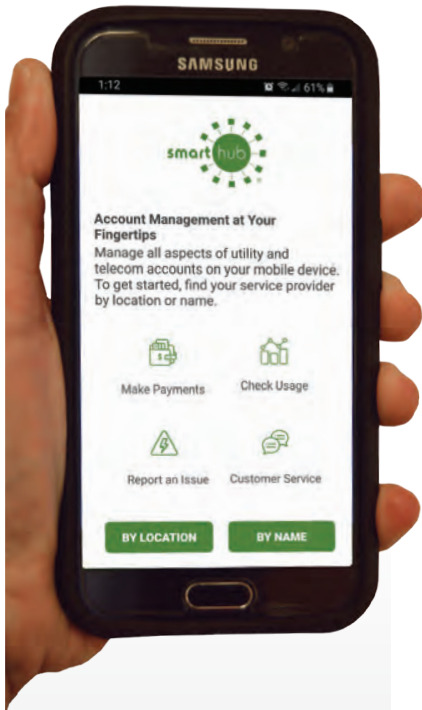 SAMSUNG
1:12 61%
smart hub
Account Management at Your
Fingertips
Manage all aspects of utility and
telecom accounts on your mobile device.
To get started, find your service provider
by location or name.
Make Payments Check Usage
Report an Issue Customer Service
BY LOCATION BY NAME